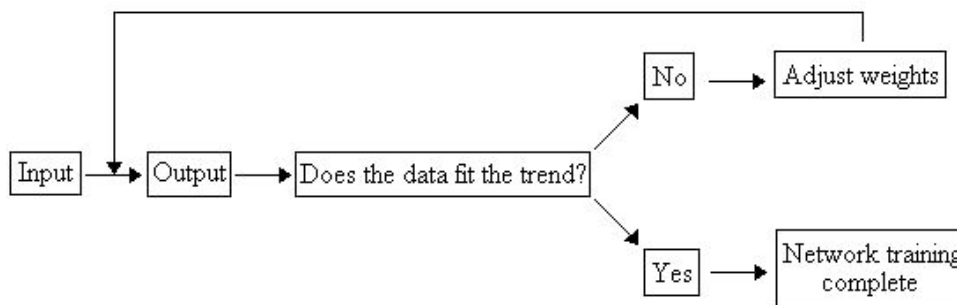 No
Adjust weights
Input
Output
Does the data fit the trend?
Yes
Network training
complete